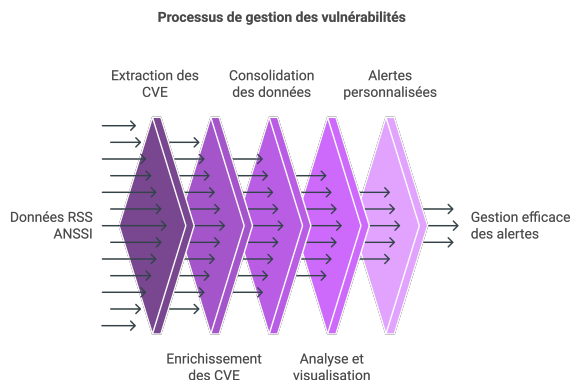 Processus de gestion des vulnérabilités
Extraction des
CVE
Consolidation
des données
Alertes
personnalisées
Données RSS
ANSSI
Gestion efficace
des alertes
Enrichissement
des CVE
Analyse et
visualisation